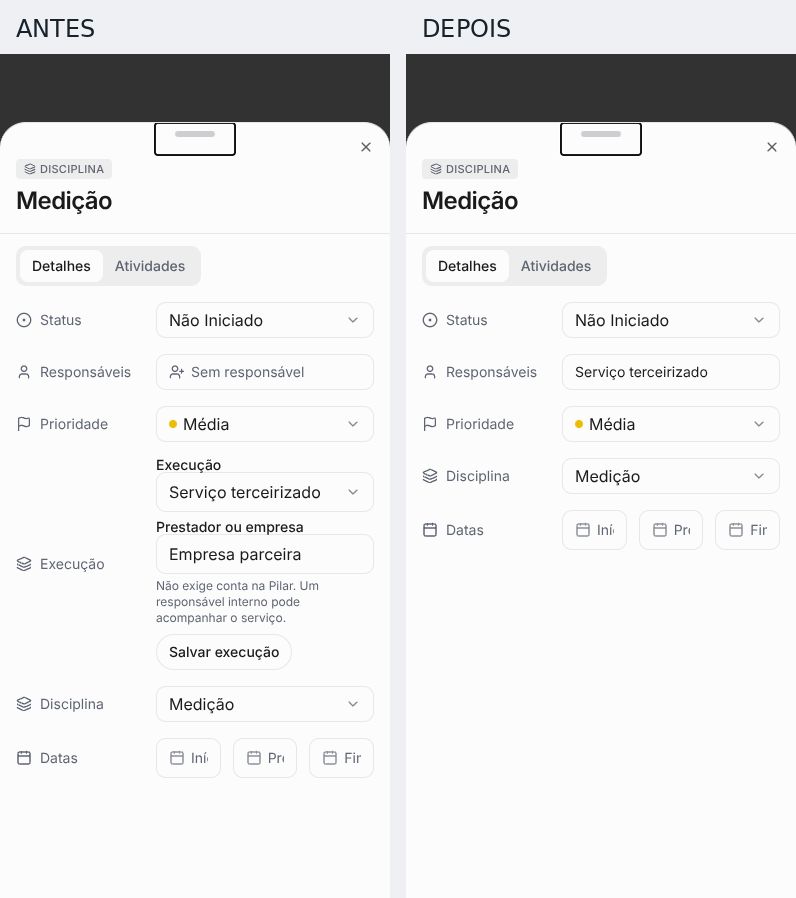 ANTES
DISCIPLINA
Medição
Detalhes
Atividades
Status
Não Iniciado
Responsáveis
Sem responsável
Prioridade
Média
Execução
Execução
Serviço terceirizado
Prestador ou empresa
Empresa parceira
Não exige conta na Pilar. Um
responsável interno pode
acompanhar o serviço.
Salvar execução
Disciplina
Medição
Datas
DEPOIS
DISCIPLINA
Medição
Detalhes
Atividades
Status
Não Iniciado
Responsáveis
Serviço terceirizado
Prioridade
Média
Disciplina
Medição
Datas